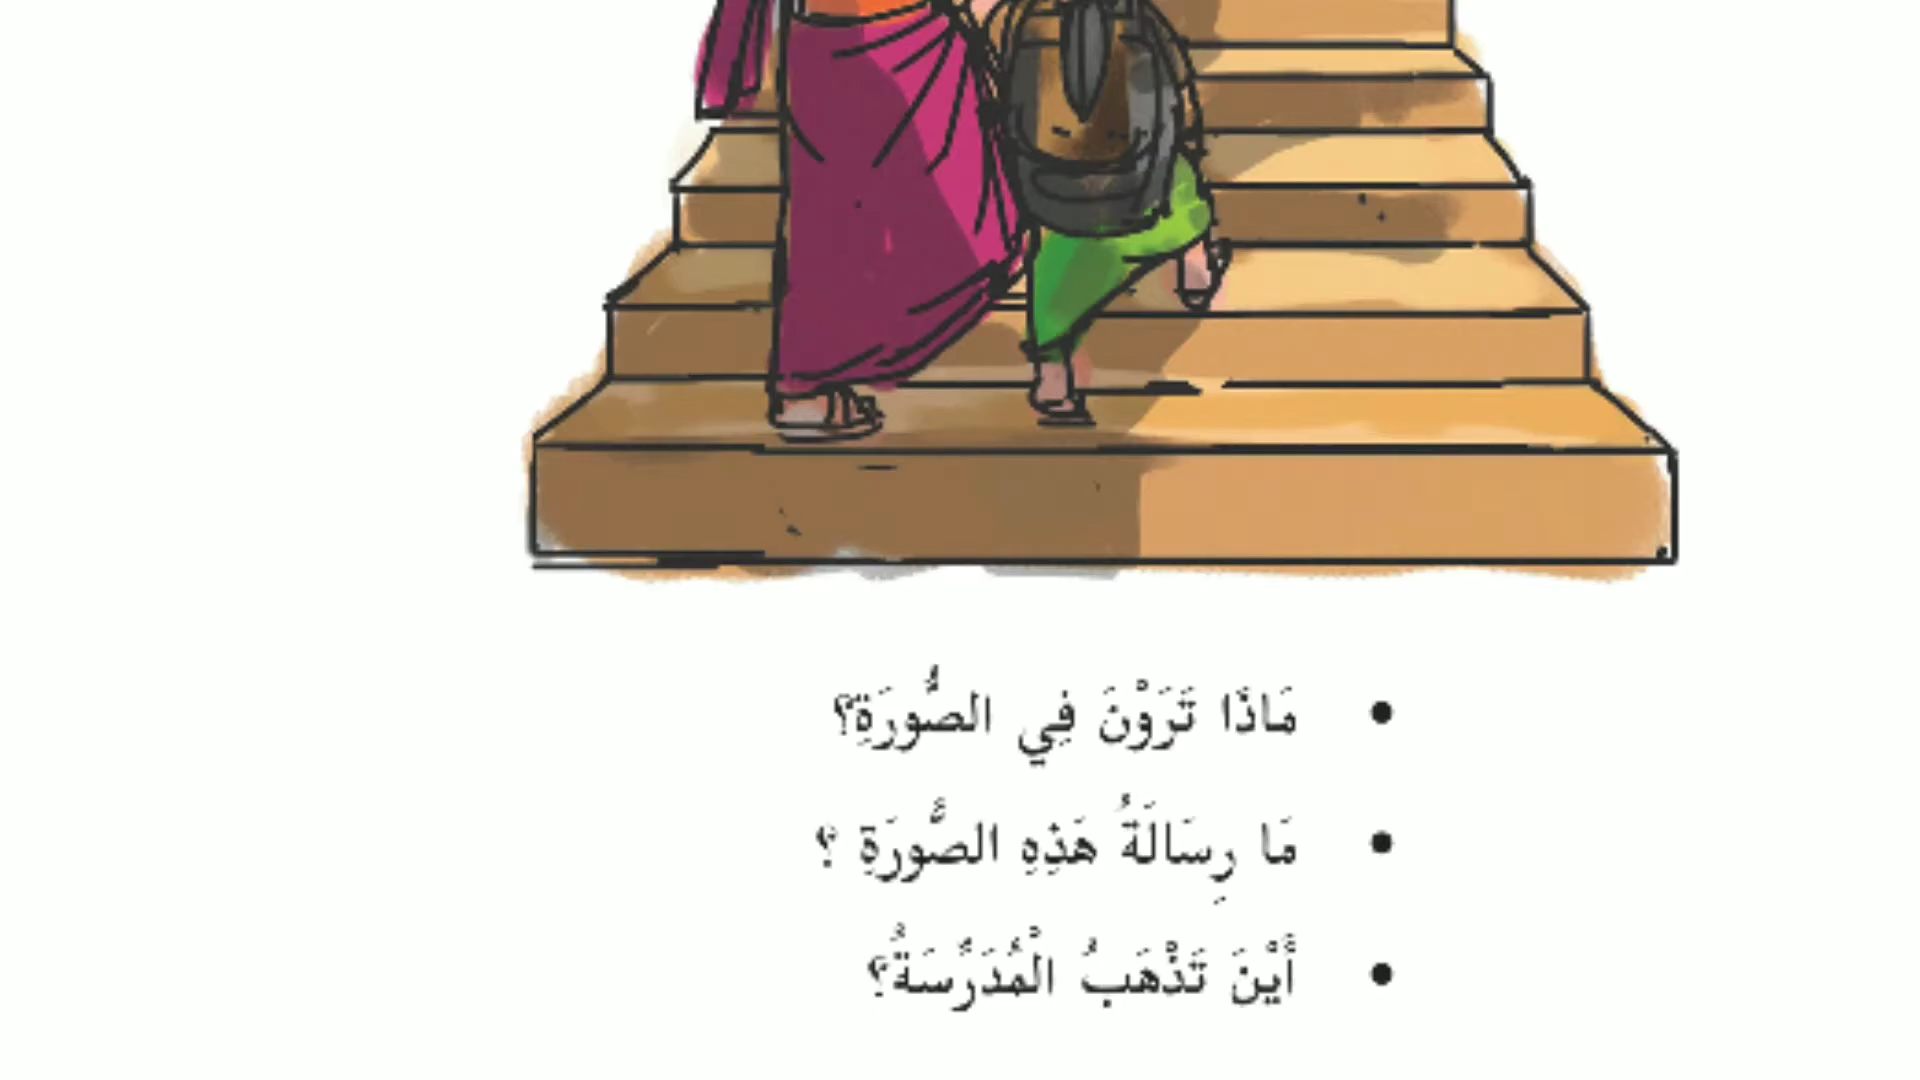 • مَاذَا تَرَوْنَ فِي الصُّورَةِ؟
• مَا رِسَالَةُ هَذِهِ الصُّورَةِ ؟
• أَيْنَ تَذْهَبُ الْمُدَرِّسَةُ؟